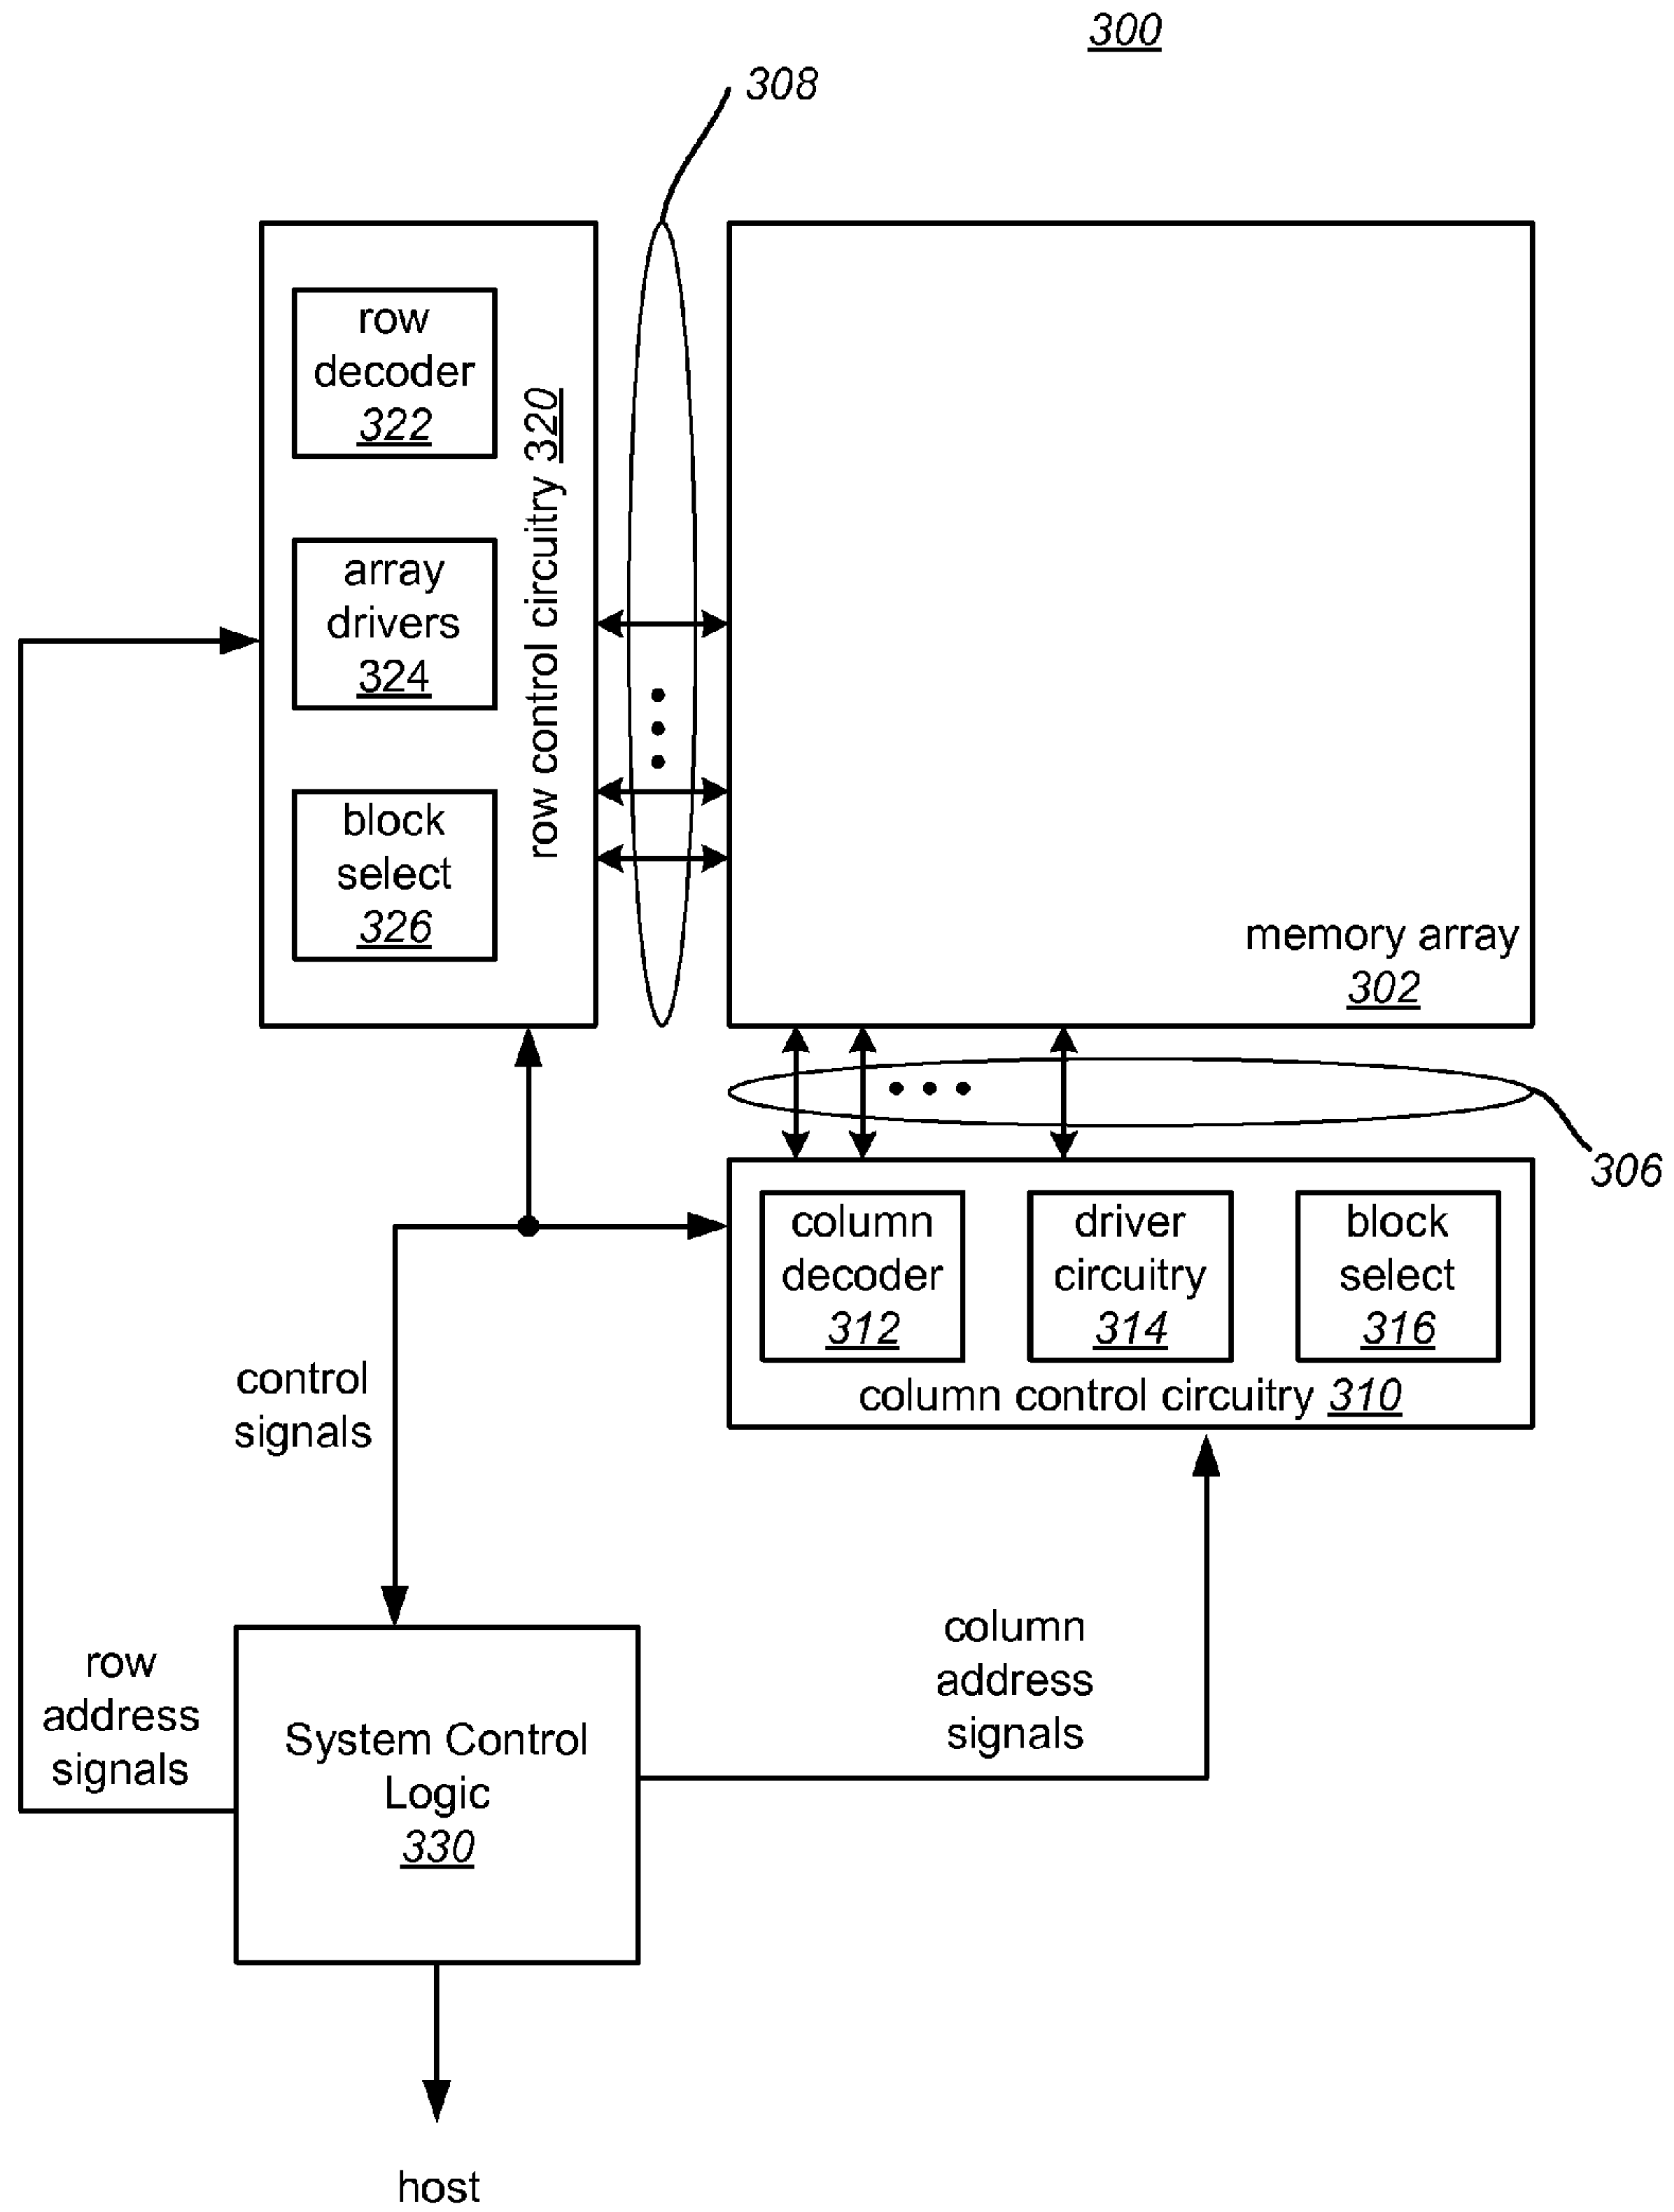 300
308
row
decoder
322
array
drivers
324
block
select
326
row control circuitry 320
memory array
302
306
column
decoder
312
driver
circuitry
314
block
select
316
column control circuitry 310
control
signals
row
address
signals
System Control
Logic
330
column
address
signals
host